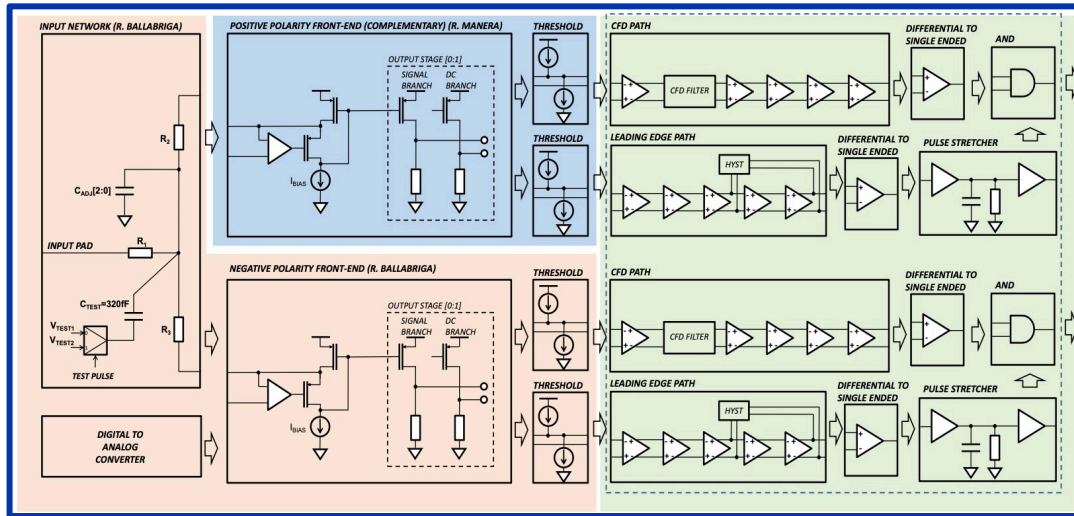 INPUT NETWORK (R. BALLABRIGA)
R2
CADJ[2:0]
INPUT PAD
R1
CTEST=320fF
VTEST1
VTEST2
R3
TEST PULSE
DIGITAL TO
ANALOG
CONVERTER
POSITIVE POLARITY FRONT-END (COMPLEMENTARY) (R. MANERA)
OUTPUT STAGE [0:1]
SIGNAL
BRANCH
DC
BRANCH
IBIAS
THRESHOLD
THRESHOLD
CFD PATH
CFD FILTER
DIFFERENTIAL TO
SINGLE ENDED
AND
LEADING EDGE PATH
HYST
DIFFERENTIAL TO
SINGLE ENDED
PULSE STRETCHER
NEGATIVE POLARITY FRONT-END (R. BALLABRIGA)
OUTPUT STAGE [0:1]
SIGNAL
BRANCH
DC
BRANCH
IBIAS
THRESHOLD
THRESHOLD
CFD PATH
CFD FILTER
DIFFERENTIAL TO
SINGLE ENDED
AND
LEADING EDGE PATH
HYST
DIFFERENTIAL TO
SINGLE ENDED
PULSE STRETCHER